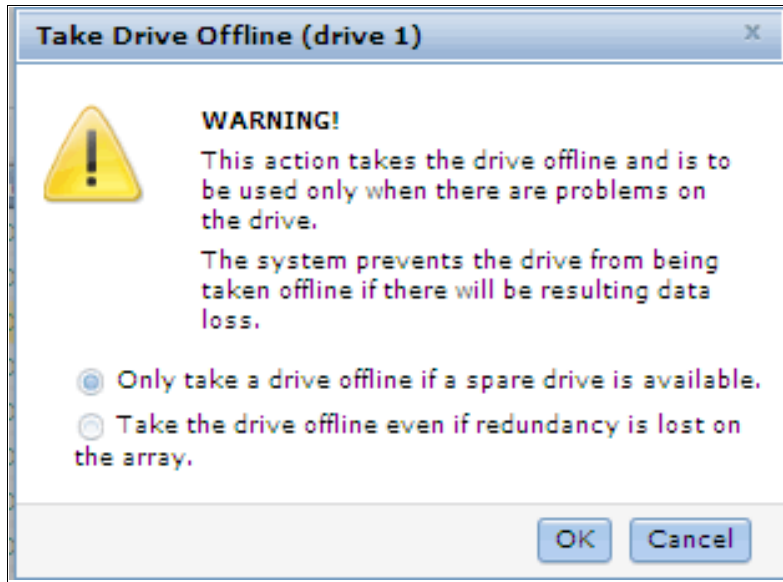 Take Drive Offline (drive 1)
x
WARNING!
This action takes the drive offline and is to
be used only when there are problems on
the drive.
The system prevents the drive from being
taken offline if there will be resulting data
loss.
Only take a drive offline if a spare drive is available.
Take the drive offline even if redundancy is lost on
the array.
OK Cancel